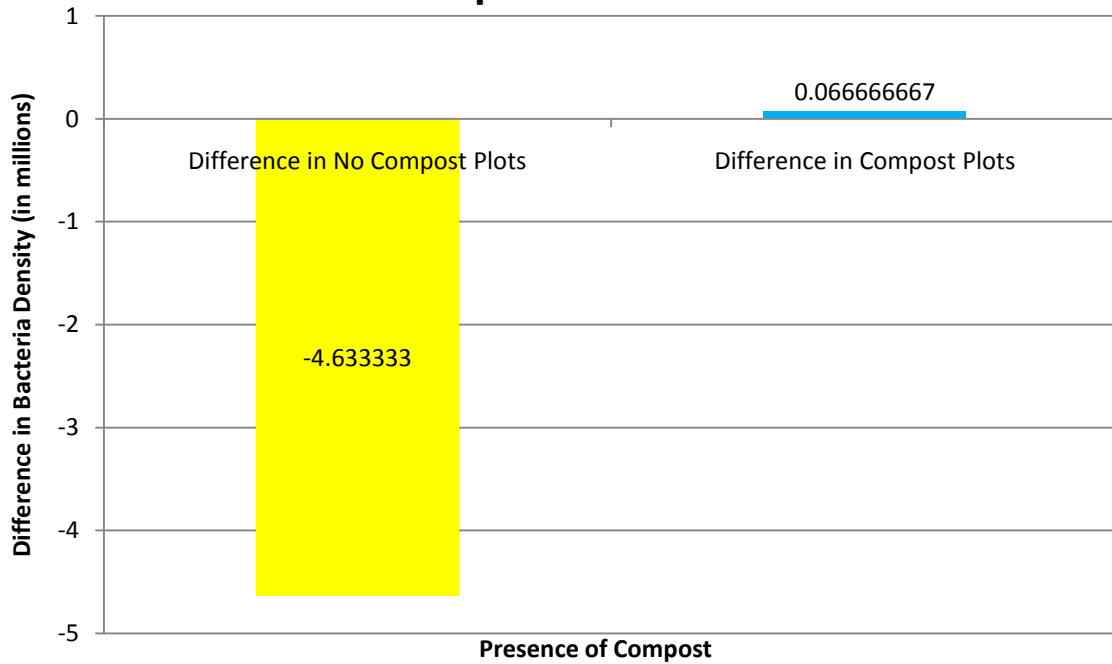 Difference in Bacteria Density (in millions)
1
0
-1
-2
-3
-4
-5
0.066666667
Difference in No Compost Plots
Difference in Compost Plots
-4.633333
Presence of Compost